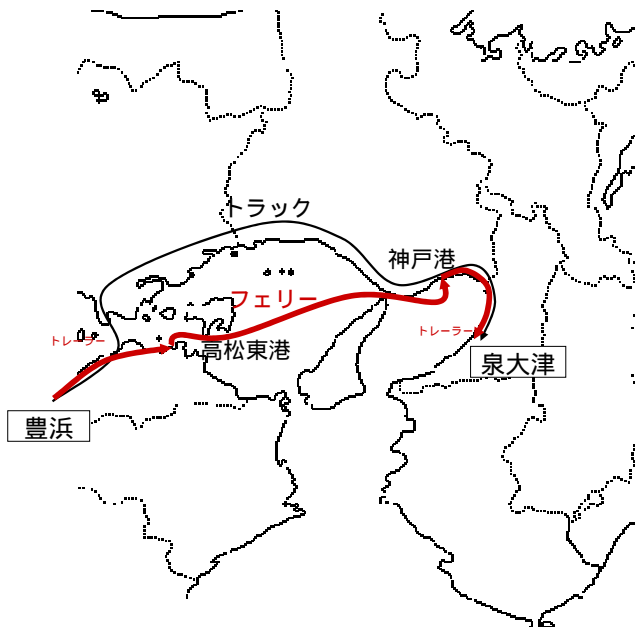 トラック
神戸港
フェリー
トレーラー
トレーラー
高松東港
泉大津
豊浜